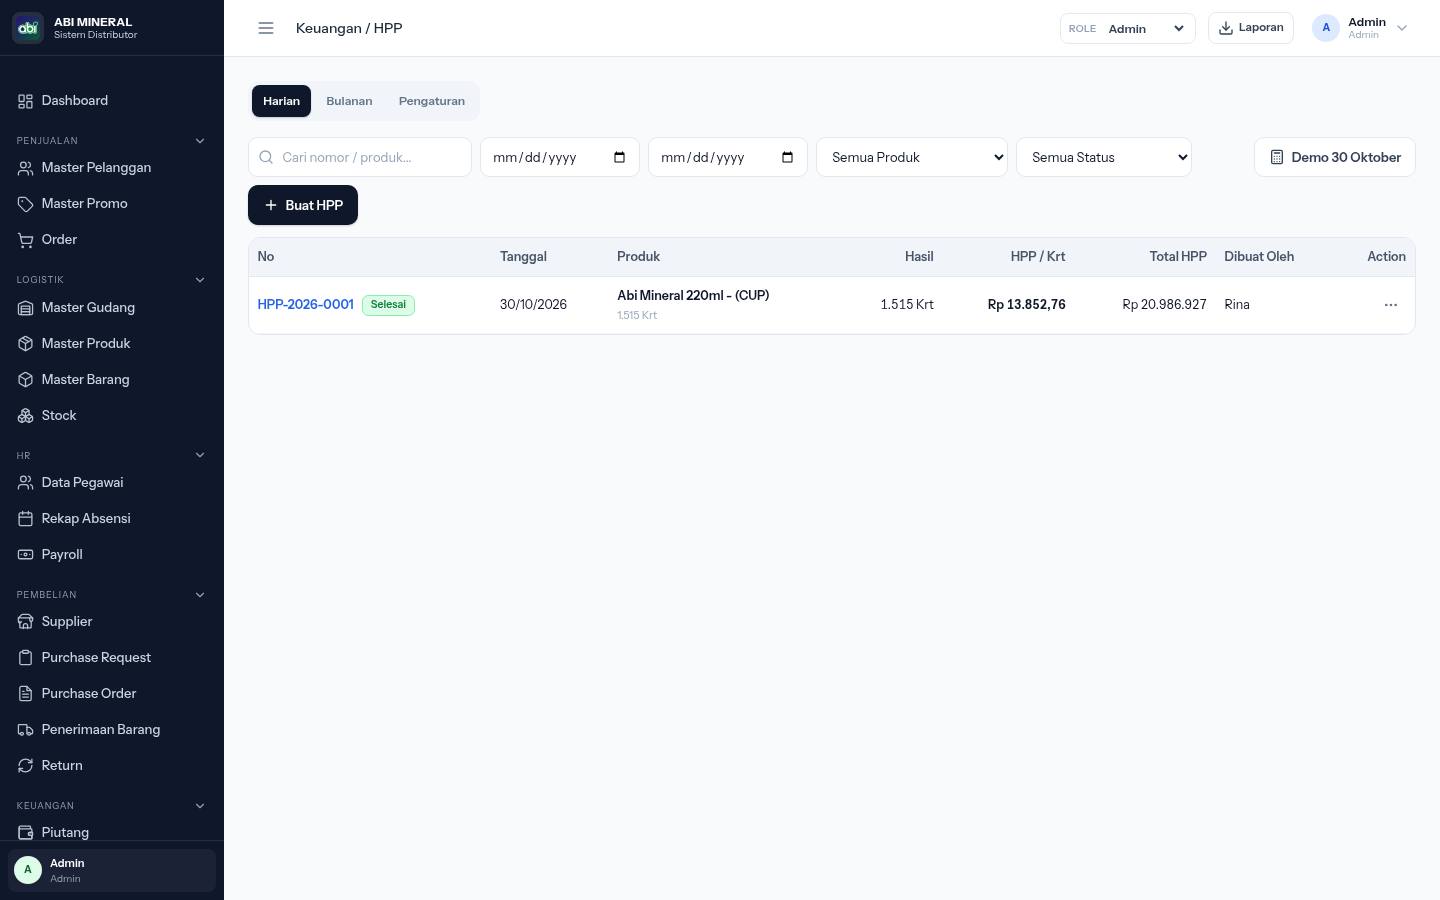 abi
ABI MINERAL
Sistem Distributor
Dashboard
PENJUALAN
Master Pelanggan
Master Promo
Order
LOGISTIK
Master Gudang
Master Produk
Master Barang
Stock
HR
Data Pegawai
Rekap Absensi
Payroll
PEMBELIAN
Supplier
Purchase Request
Purchase Order
Penerimaan Barang
Return
KEUANGAN
Piutang
A
Admin
Admin
Keuangan / HPP
ROLE Admin
Laporan
A
Admin
Admin
Harian Bulanan Pengaturan
Cari nomor / produk... mm/dd/yyyy mm/dd/yyyy Semua Produk Semua Status Demo 30 Oktober
+ Buat HPP
No Tanggal Produk Hasil HPP / Krt Total HPP Dibuat Oleh Action
HPP-2026-0001 Selesai 30/10/2026 Abi Mineral 220ml - (CUP) 1.515 Krt Rp 13.852,76 Rp 20.986.927 Rina ...
1.515 Krt